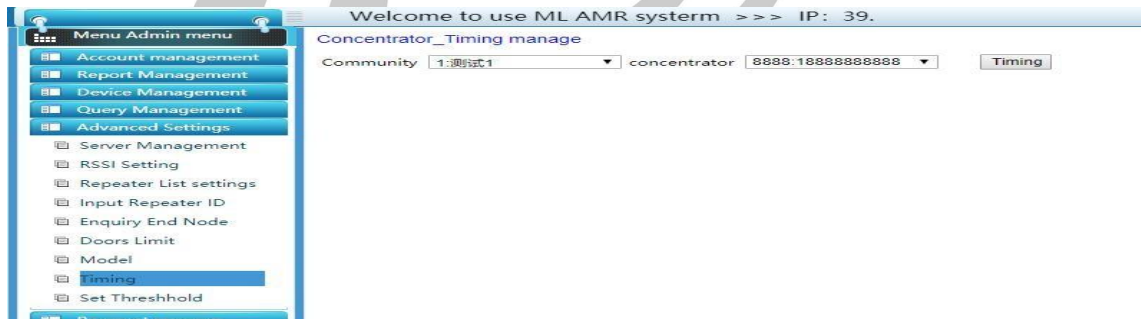 Welcome to use ML AMR systerm >>> IP: 39.
Menu Admin menu
Account management
Report Management
Device Management
Query Management
Advanced Settings
Server Management
RSSI Setting
Repeater List settings
Input Repeater ID
Enquiry End Node
Doors Limit
Model
Timing
Set Threshhold
Concentrator_Timing manage
Community 1:测试1 concentrator 8888:18888888888 Timing